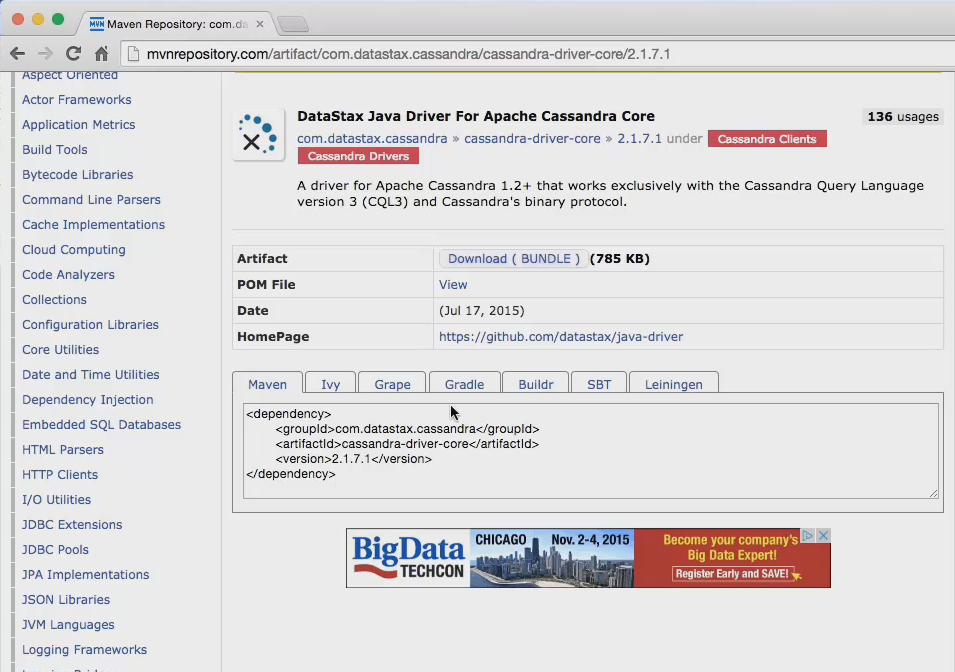 MVN Maven Repository: com.da
mvnrepository.com/artifact/com.datastax.cassandra/cassandra-driver-core/2.1.7.1
Aspect Oriented
Actor Frameworks
Application Metrics
Build Tools
Bytecode Libraries
Command Line Parsers
Cache Implementations
Cloud Computing
Code Analyzers
Collections
Configuration Libraries
Core Utilities
Date and Time Utilities
Dependency Injection
Embedded SQL Databases
HTML Parsers
HTTP Clients
I/O Utilities
JDBC Extensions
JDBC Pools
JPA Implementations
JSON Libraries
JVM Languages
Logging Frameworks
DataStax Java Driver For Apache Cassandra Core
136 usages
com.datastax.cassandra » cassandra-driver-core » 2.1.7.1 under Cassandra Clients
Cassandra Drivers
A driver for Apache Cassandra 1.2+ that works exclusively with the Cassandra Query Language
version 3 (CQL3) and Cassandra's binary protocol.
Artifact Download ( BUNDLE ) (785 KB)
POM File View
Date (Jul 17, 2015)
HomePage https://github.com/datastax/java-driver
Maven Ivy Grape Gradle Buildr SBT Leiningen
<dependency>
<groupId>com.datastax.cassandra</groupId>
<artifactId>cassandra-driver-core</artifactId>
<version>2.1.7.1</version>
</dependency>
BigData
TECHCON
CHICAGO Nov. 2-4, 2015
Become your company's
Big Data Expert!
Register Early and SAVE!